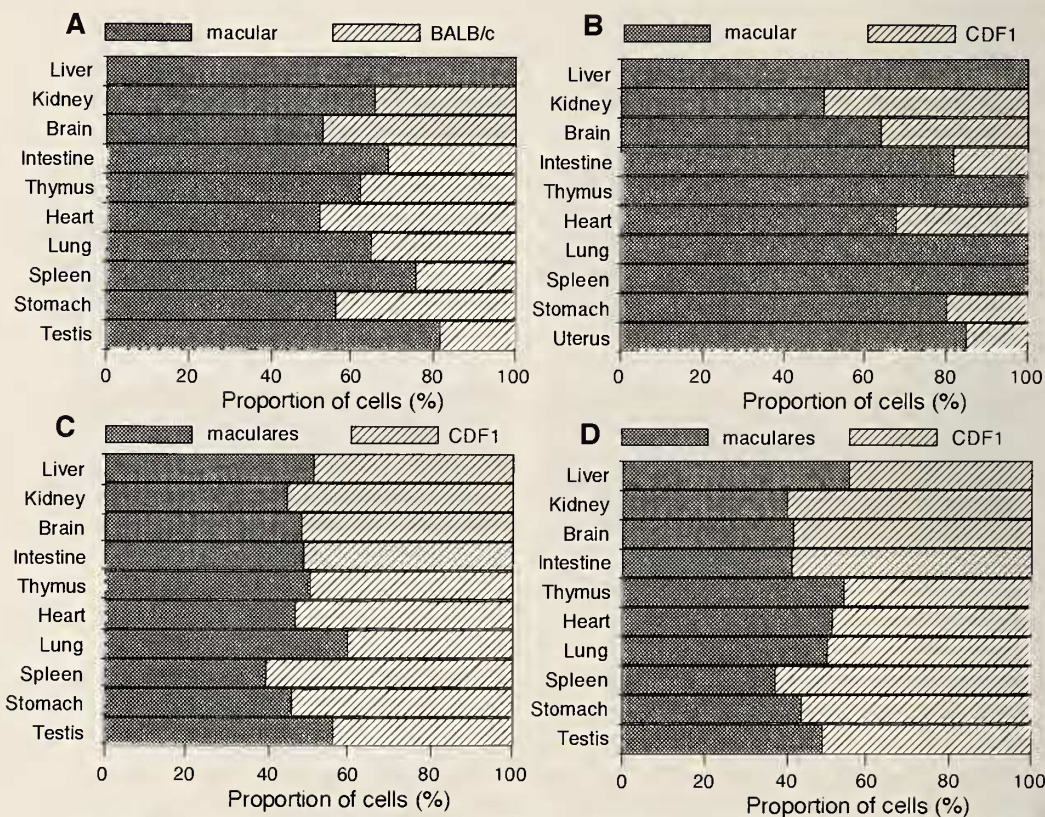 A
macular
BALB/c
Liver
Kidney
Brain
Intestine
Thymus
Heart
Lung
Spleen
Stomach
Testis
0 20 40 60 80 100
Proportion of cells (%)
B
macular
CDF1
Liver
Kidney
Brain
Intestine
Thymus
Heart
Lung
Spleen
Stomach
Uterus
0 20 40 60 80 100
Proportion of cells (%)
C
maculares
CDF1
Liver
Kidney
Brain
Intestine
Thymus
Heart
Lung
Spleen
Stomach
Testis
0 20 40 60 80 100
Proportion of cells (%)
D
maculares
CDF1
Liver
Kidney
Brain
Intestine
Thymus
Heart
Lung
Spleen
Stomach
Testis
0 20 40 60 80 100
Proportion of cells (%)